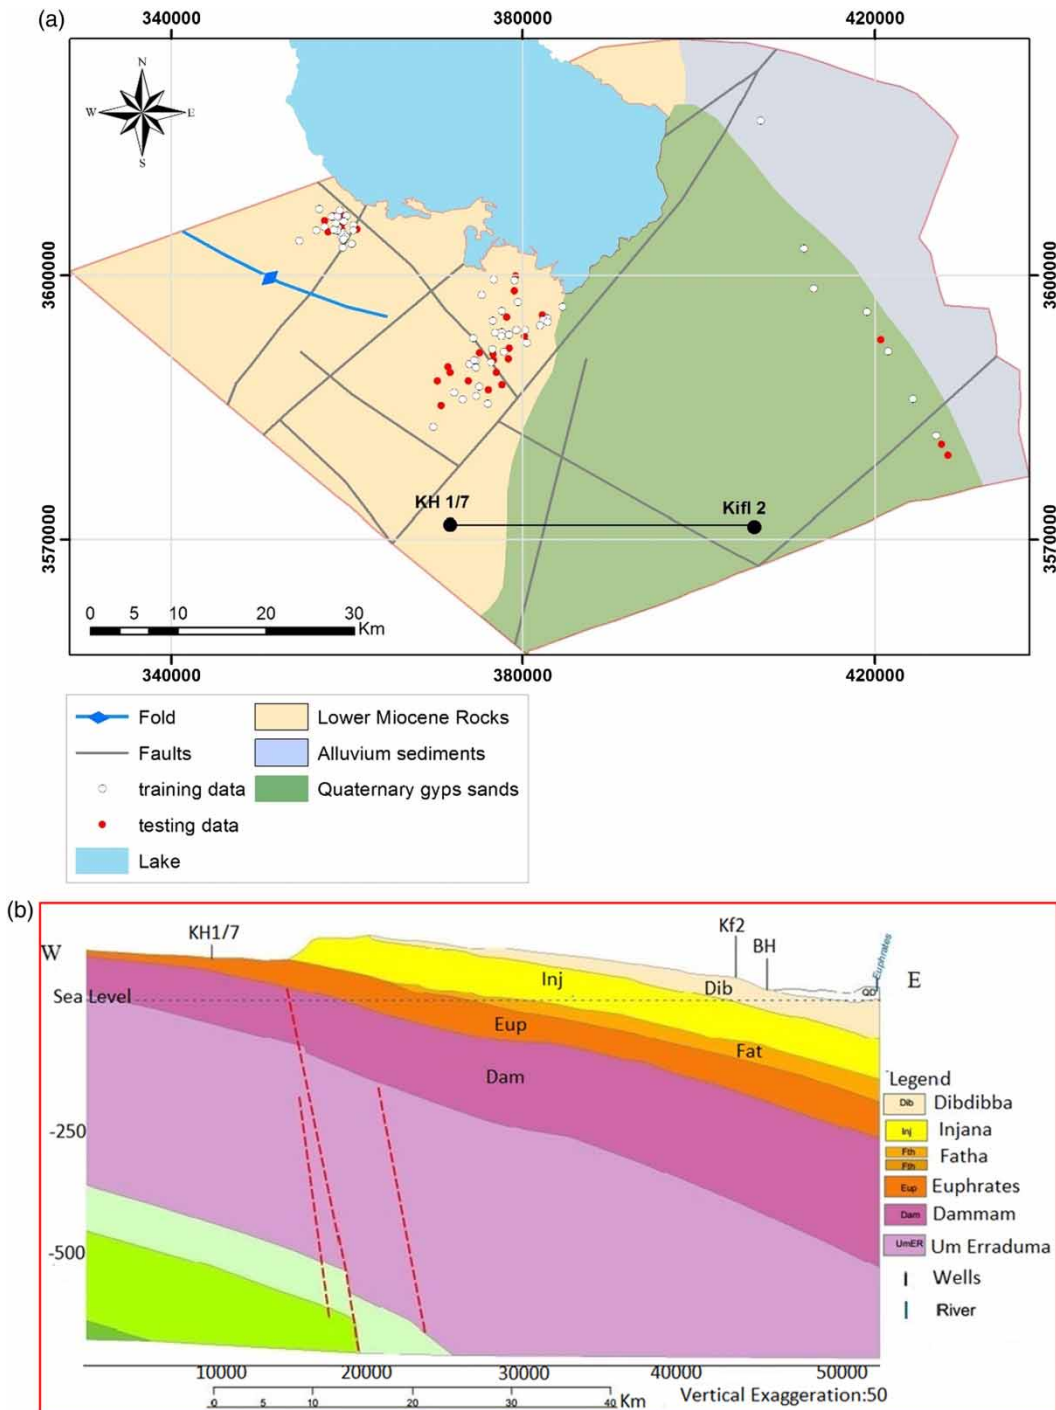 (a)
340000 380000 420000
N
W E
S
3600000 3600000
KH 1/7 Kifl 2
3570000 3570000
0 5 10 20 30
Km
340000 380000 420000
Fold Lower Miocene Rocks
Faults Alluvium sediments
training data Quaternary gyps sands
testing data
Lake
(b)
KH1/7 Kf2 BH Euphrates
W E
Inj Dib QD
Sea Level
Eup
Fat
Dam
Legend
Dib Dibdibba
-250
Inj Injana
Fth Fatha
Fth
Eup Euphrates
Dam Dammam
-500
UmER Um Erraduma
Wells
River
10000 20000 30000 40000 50000
0 5 10 20 30 40 Km
Vertical Exaggeration:50